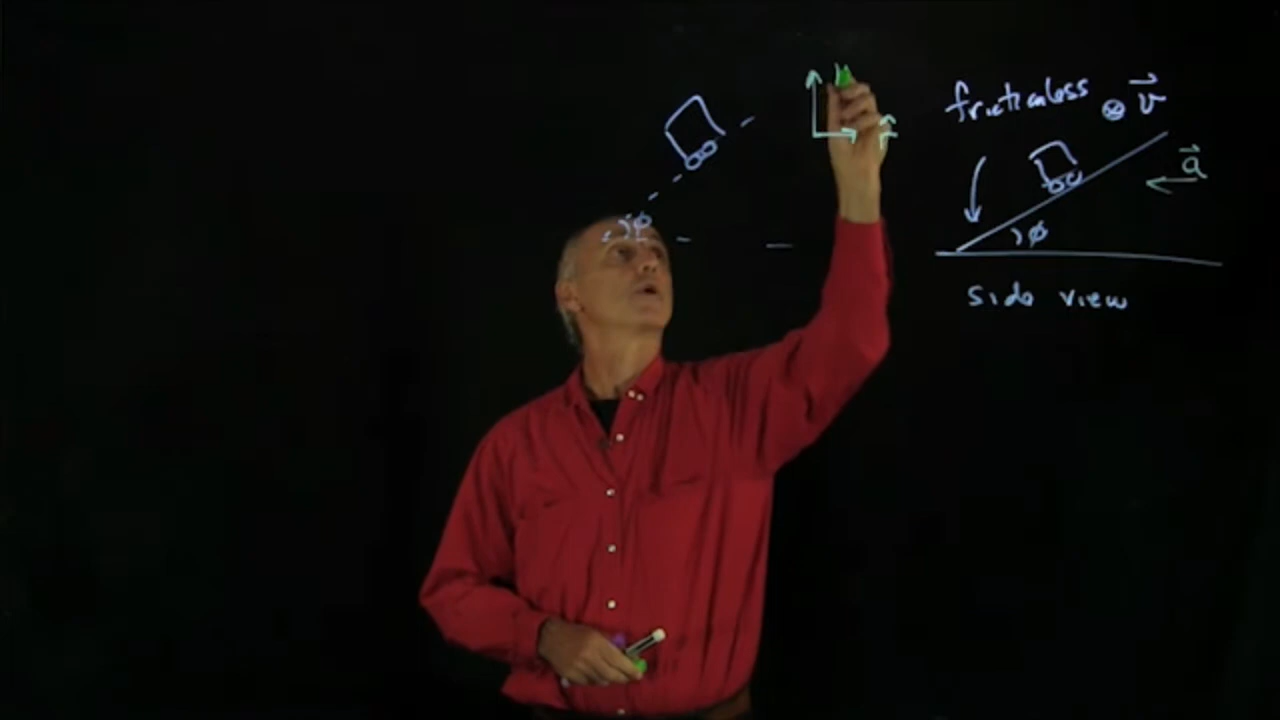 frictionless ⊗ v⃗
a⃗
φ
φ
side view